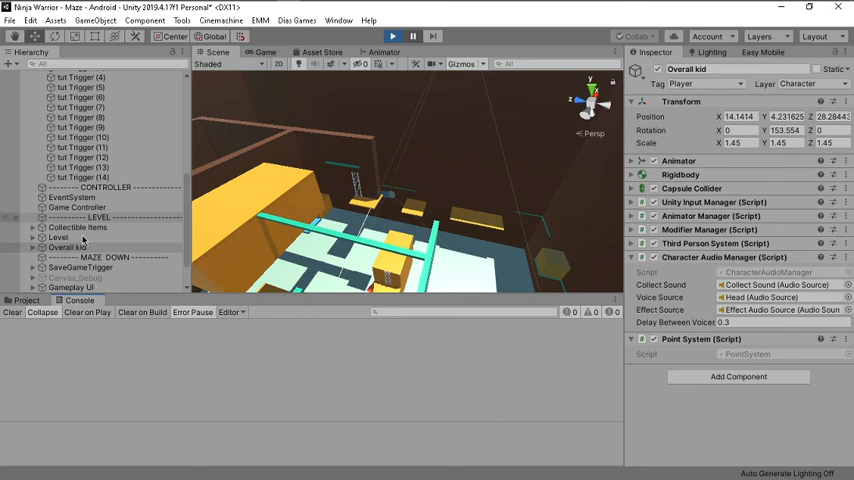 Ninja Warrior - Maze - Android - Unity 2019.4.17f1 Personal* <DX11>
File Edit Assets GameObject Component Tools Cinemachine EMM Dias Games Window Help
Center Global Collab Account Layers Layout
Hierarchy
All
tut Trigger (4)
tut Trigger (5)
tut Trigger (6)
tut Trigger (7)
tut Trigger (8)
tut Trigger (9)
tut Trigger (10)
tut Trigger (11)
tut Trigger (12)
tut Trigger (13)
tut Trigger (14)
-------- CONTROLLER --------
EventSystem
Game Controller
-------- LEVEL --------
Collectible Items
Level
Overall kid
-------- MAZE DOWN --------
SaveGameTrigger
Canvas_Debug
Gameplay UI
Scene Game Asset Store Animator
Shaded 2D 0 Gizmos All
y
z
x
Persp
Project Console
Clear Collapse Clear on Play Clear on Build Error Pause Editor 0 0 0
Inspector Lighting Easy Mobile
Overall kid Static
Tag Player Layer Character
Transform
Position X 14.1414 Y 4.231625 Z 28.28443
Rotation X 0 Y 153.554 Z 0
Scale X 1.45 Y 1.45 Z 1.45
Animator
Rigidbody
Capsule Collider
Unity Input Manager (Script)
Animator Manager (Script)
Modifier Manager (Script)
Third Person System (Script)
Character Audio Manager (Script)
Script CharacterAudioManager
Collect Sound Collect Sound (Audio Source)
Voice Source Head (Audio Source)
Effect Source Effect Audio Source (Audio Sourc
Delay Between Voices 0.3
Point System (Script)
Script PointSystem
Add Component
Auto Generate Lighting Off